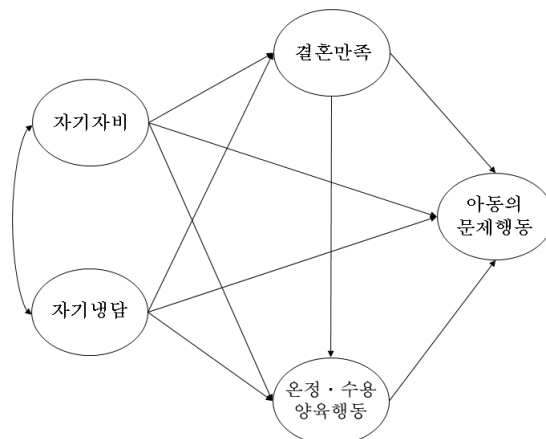 결혼만족
자기자비
아동의
문제행동
자기냉담
온정・수용
양육행동